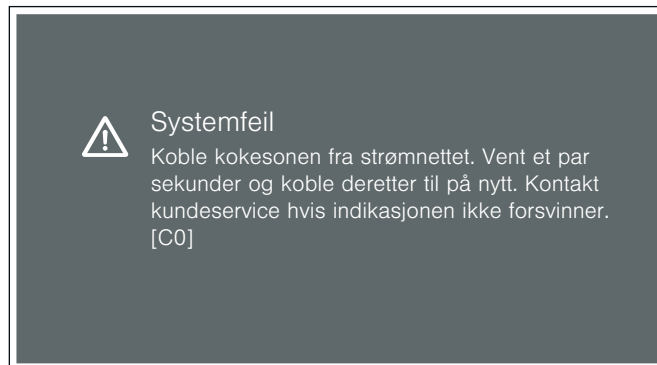 Systemfeil
Koble kokesonen fra strømnettet. Vent et par
sekunder og koble deretter til på nytt. Kontakt
kundeservice hvis indikasjonen ikke forsvinner.
[C0]